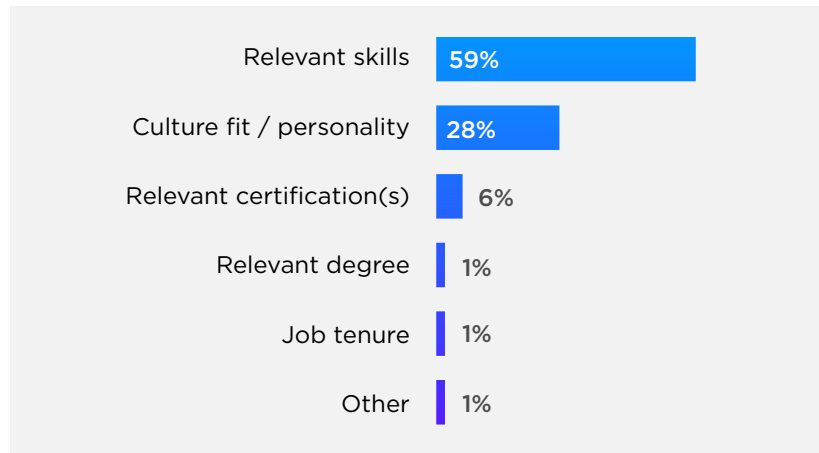 Relevant skills 59%
Culture fit / personality 28%
Relevant certification(s) 6%
Relevant degree 1%
Job tenure 1%
Other 1%